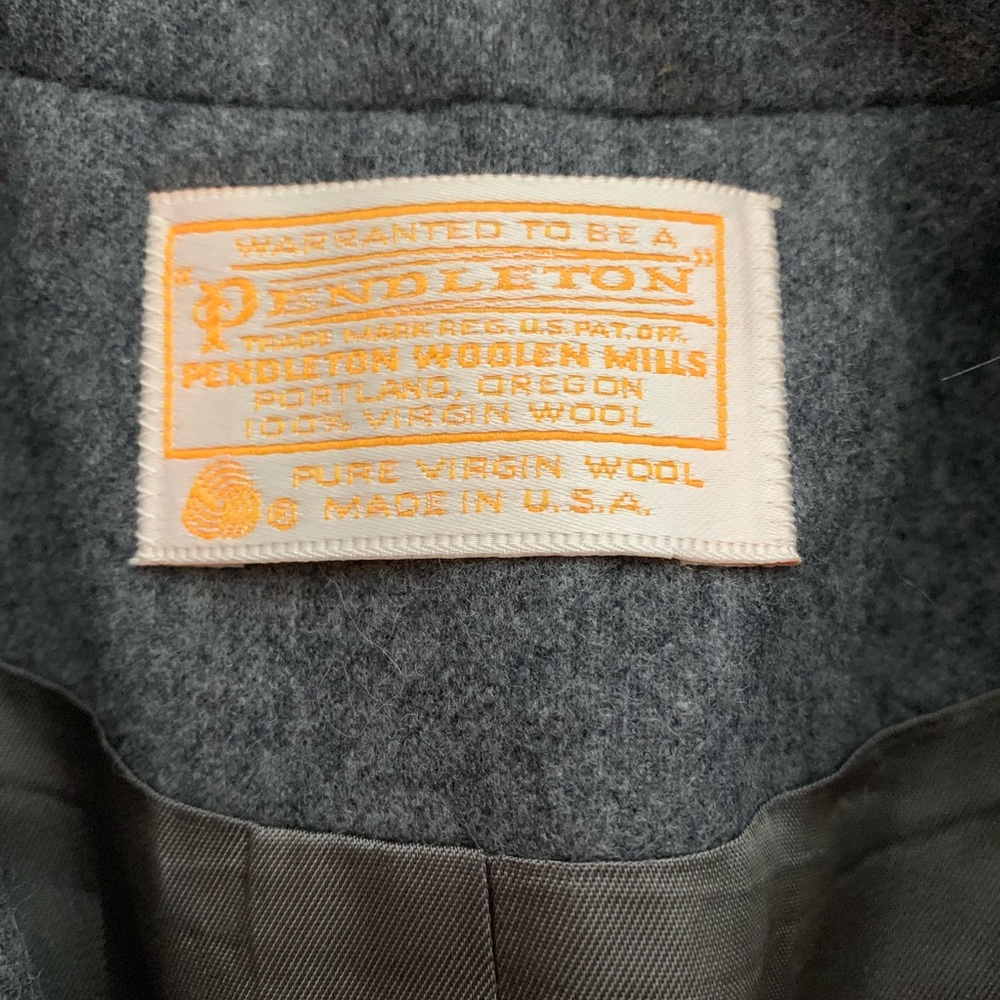 WARRANTED TO BE A
"PENDLETON"
TRADE MARK REG. U.S. PAT. OFF.
PENDLETON WOOLEN MILLS
PORTLAND, OREGON
100% VIRGIN WOOL
PURE VIRGIN WOOL
® MADE IN U.S.A.